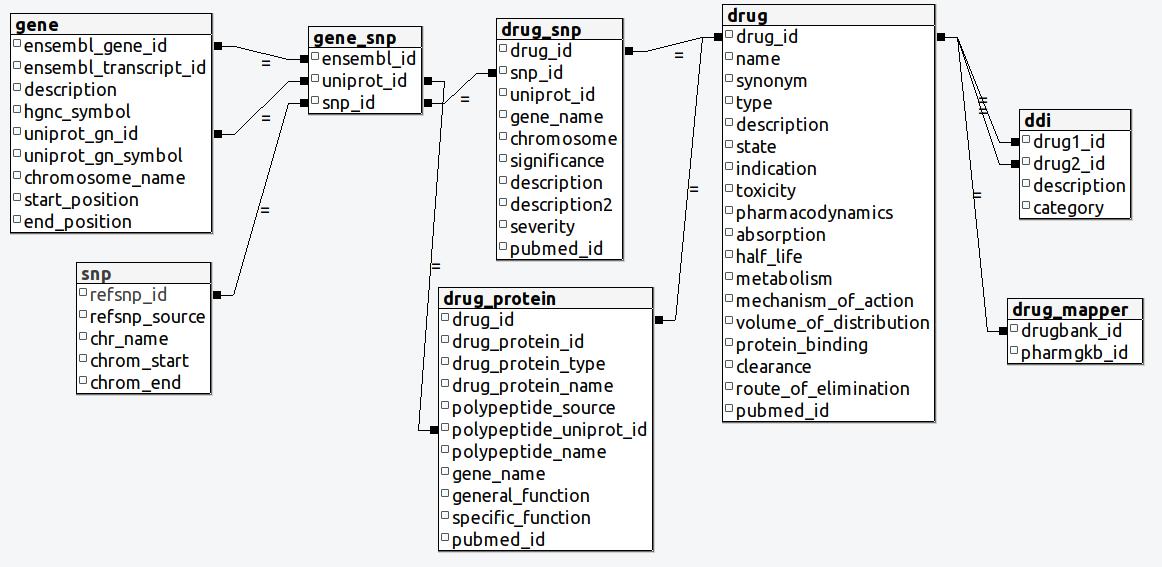 gene
ensembl_gene_id
ensembl_transcript_id
description
hgnc_symbol
uniprot_gn_id
uniprot_gn_symbol
chromosome_name
start_position
end_position
snp
refsnp_id
refsnp_source
chr_name
chrom_start
chrom_end
gene_snp
ensembl_id
uniprot_id
snp_id
drug_snp
drug_id
snp_id
uniprot_id
gene_name
chromosome
significance
description
description2
severity
pubmed_id
drug_protein
drug_id
drug_protein_id
drug_protein_type
drug_protein_name
polypeptide_source
polypeptide_uniprot_id
polypeptide_name
gene_name
general_function
specific_function
pubmed_id
drug
drug_id
name
synonym
type
description
state
indication
toxicity
pharmacodynamics
absorption
half_life
metabolism
mechanism_of_action
volume_of_distribution
protein_binding
clearance
route_of_elimination
pubmed_id
ddi
drug1_id
drug2_id
description
category
drug_mapper
drugbank_id
pharmgkb_id
=
=
=
=
=
=
=
=
=
=